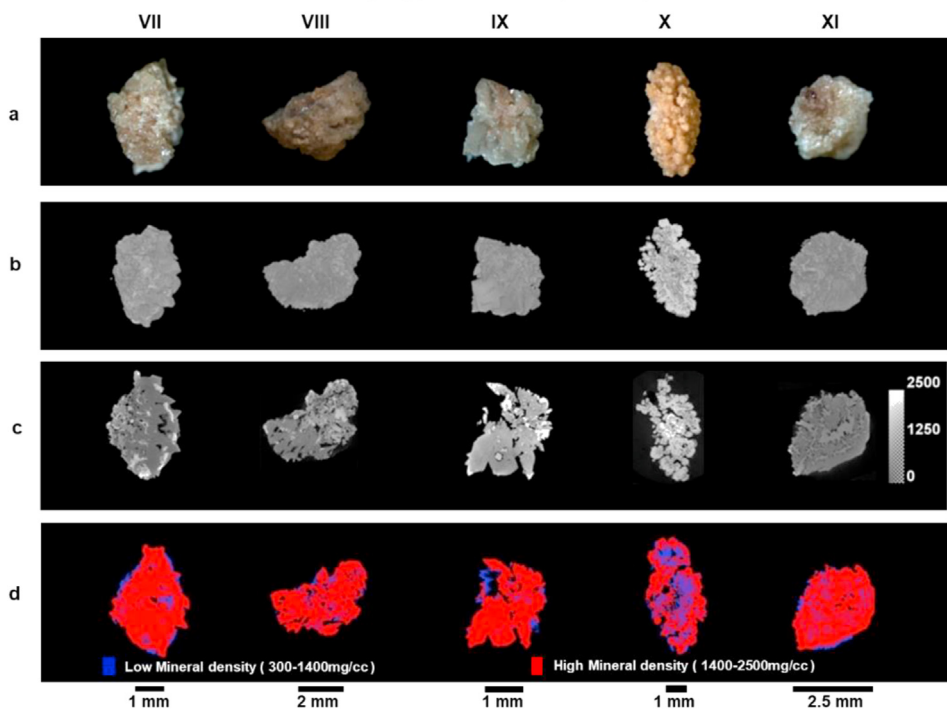 VII VIII IX X XI
a
b
c
2500
1250
0
d
Low Mineral density ( 300-1400mg/cc) High Mineral density ( 1400-2500mg/cc)
1 mm 2 mm 1 mm 1 mm 2.5 mm